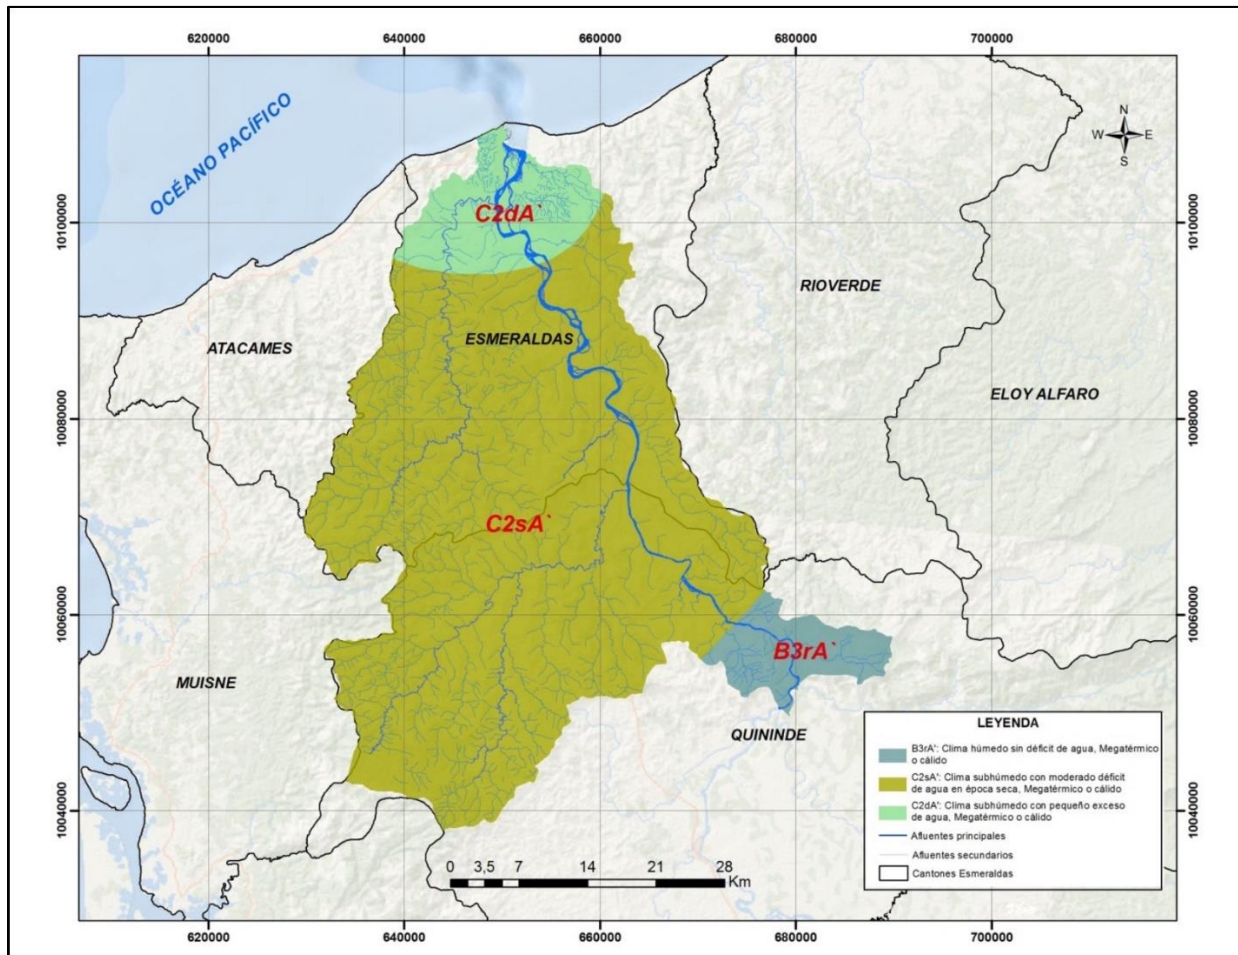 620000 640000 660000 680000 700000
N
W E
S
OCÉANO PACÍFICO
10100000 10100000
C2dA`
RIOVERDE
ESMERALDAS
ATACAMES
ELOY ALFARO
10080000 10080000
C2sA`
10060000 10060000
B3rA`
MUISNE
QUININDE
LEYENDA
B3rA': Clima húmedo sin déficit de agua, Megatérmico
o cálido
C2sA': Clima subhúmedo con moderado déficit
de agua en época seca, Megatérmico o cálido
C2dA': Clima subhúmedo con pequeño exceso
de agua, Megatérmico o cálido
Afluentes principales
Afluentes secundarios
Cantones Esmeraldas
10040000 10040000
0 3,5 7 14 21 28
Km
620000 640000 660000 680000 700000